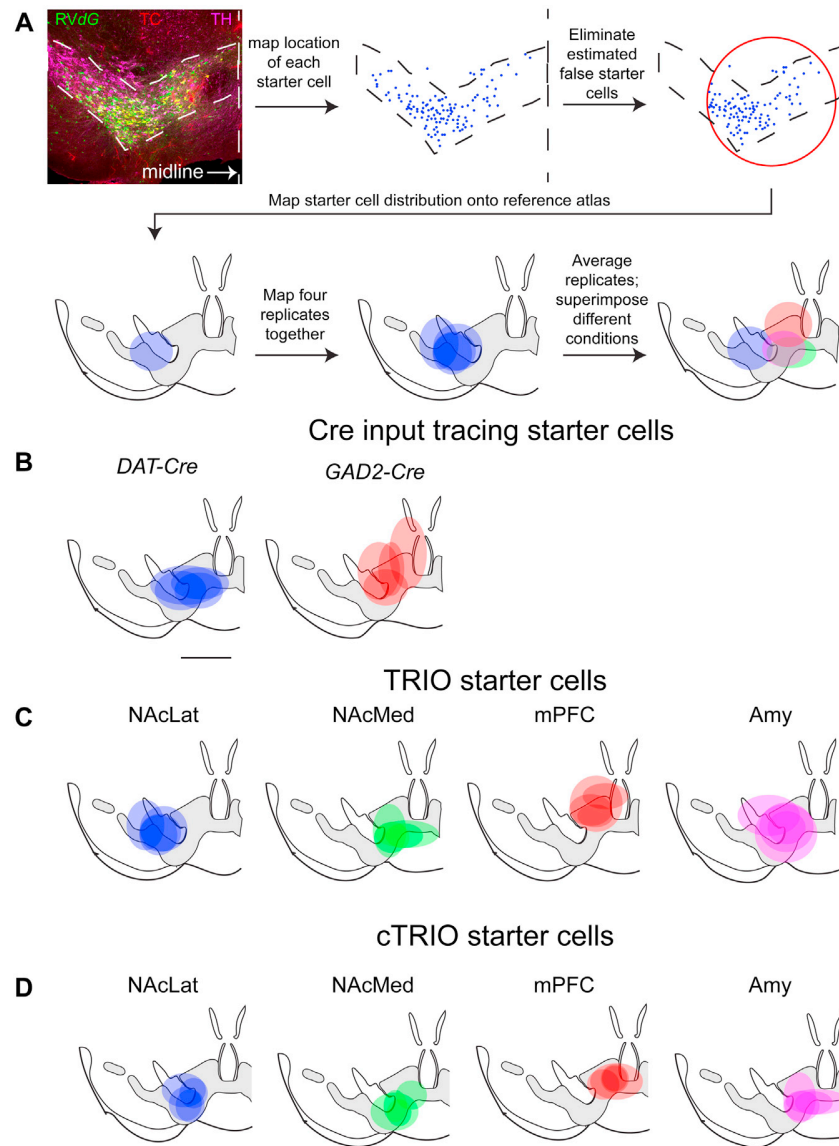 A
RVdG
TC
TH
midline
map location
of each
starter cell
Eliminate
estimated
false starter
cells
Map starter cell distribution onto reference atlas
Map four
replicates
together
Average
replicates;
superimpose
different
conditions
Cre input tracing starter cells
B
DAT-Cre
GAD2-Cre
TRIO starter cells
C
NAcLat
NAcMed
mPFC
Amy
cTRIO starter cells
D
NAcLat
NAcMed
mPFC
Amy